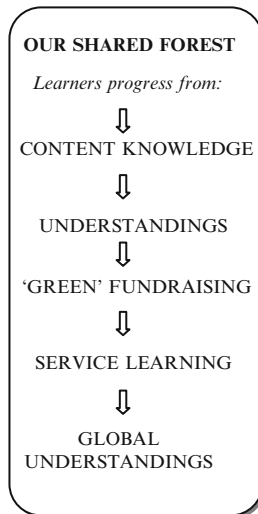 OUR SHARED FOREST
Learners progress from:
CONTENT KNOWLEDGE
UNDERSTANDINGS
‘GREEN’ FUNDRAISING
SERVICE LEARNING
GLOBAL
UNDERSTANDINGS